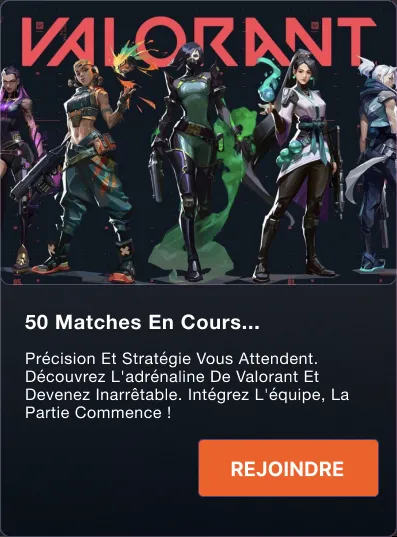 VALORANT
50 Matches En Cours...
Précision Et Stratégie Vous Attendent.
Découvrez L'adrénaline De Valorant Et
Devenez Inarrêtable. Intégrez L'équipe, La
Partie Commence !
REJOINDRE